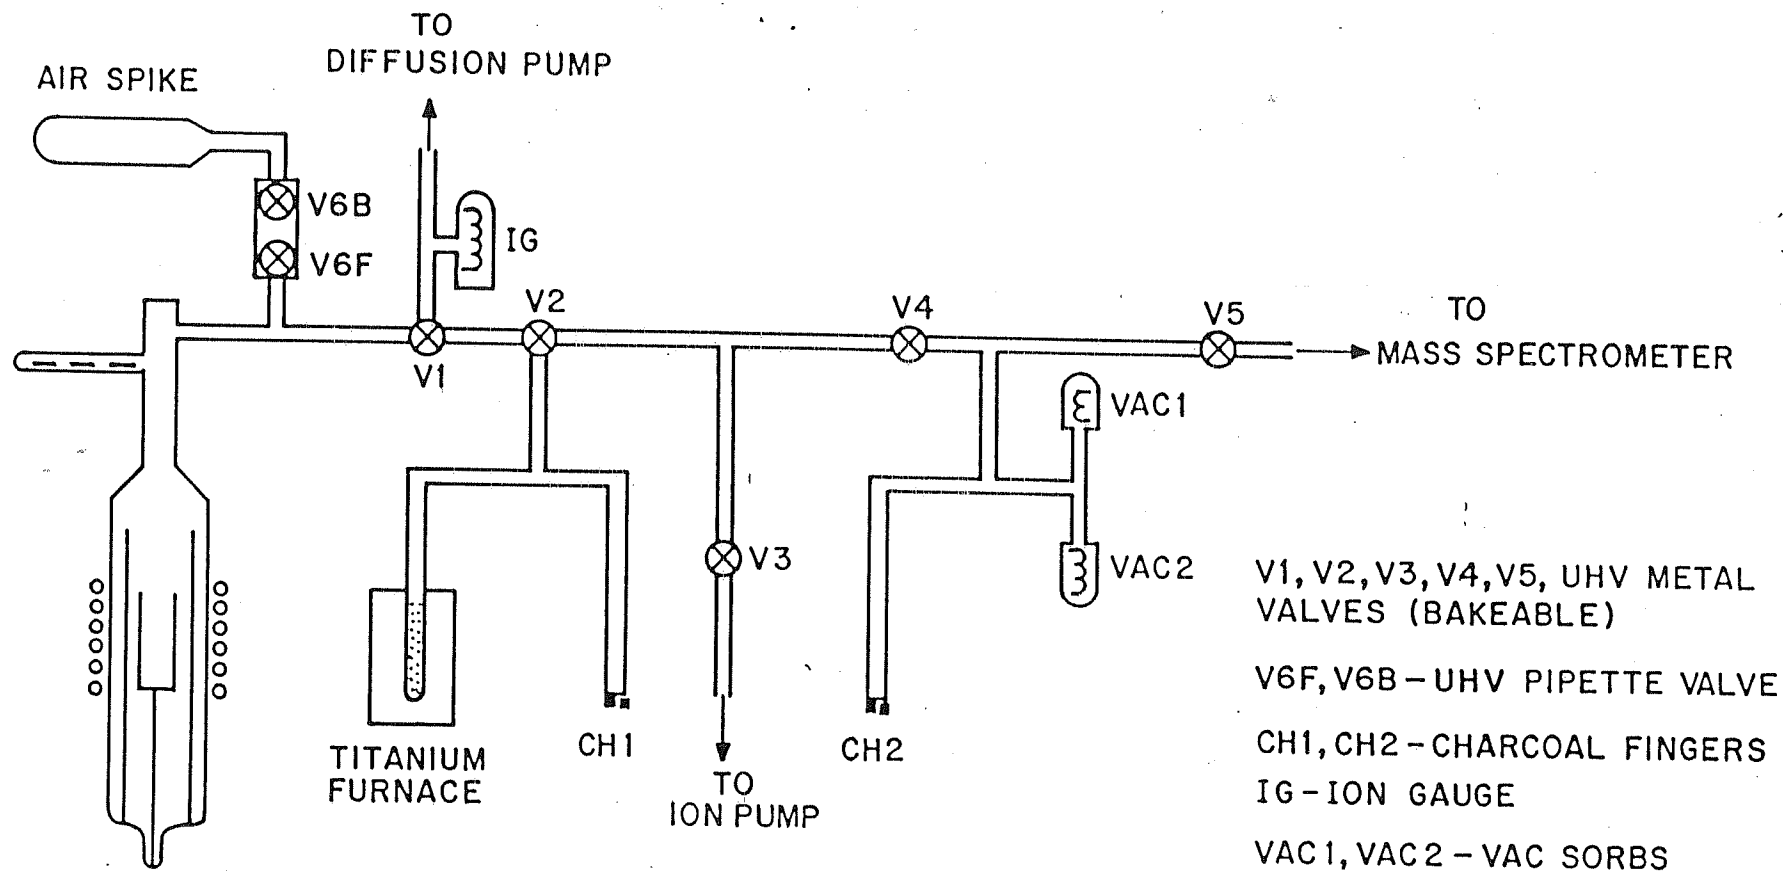 TO
DIFFUSION PUMP
AIR SPIKE
V6B
V6F
IG
V1
V2
V4
V5
TO
MASS SPECTROMETER
VAC1
VAC2
V3
TITANIUM
FURNACE
CH1
TO
ION PUMP
CH2
V1, V2, V3, V4, V5, UHV METAL
VALVES (BAKEABLE)
V6F, V6B - UHV PIPETTE VALVE
CH1, CH2 - CHARCOAL FINGERS
IG - ION GAUGE
VAC1, VAC2 - VAC SORBS